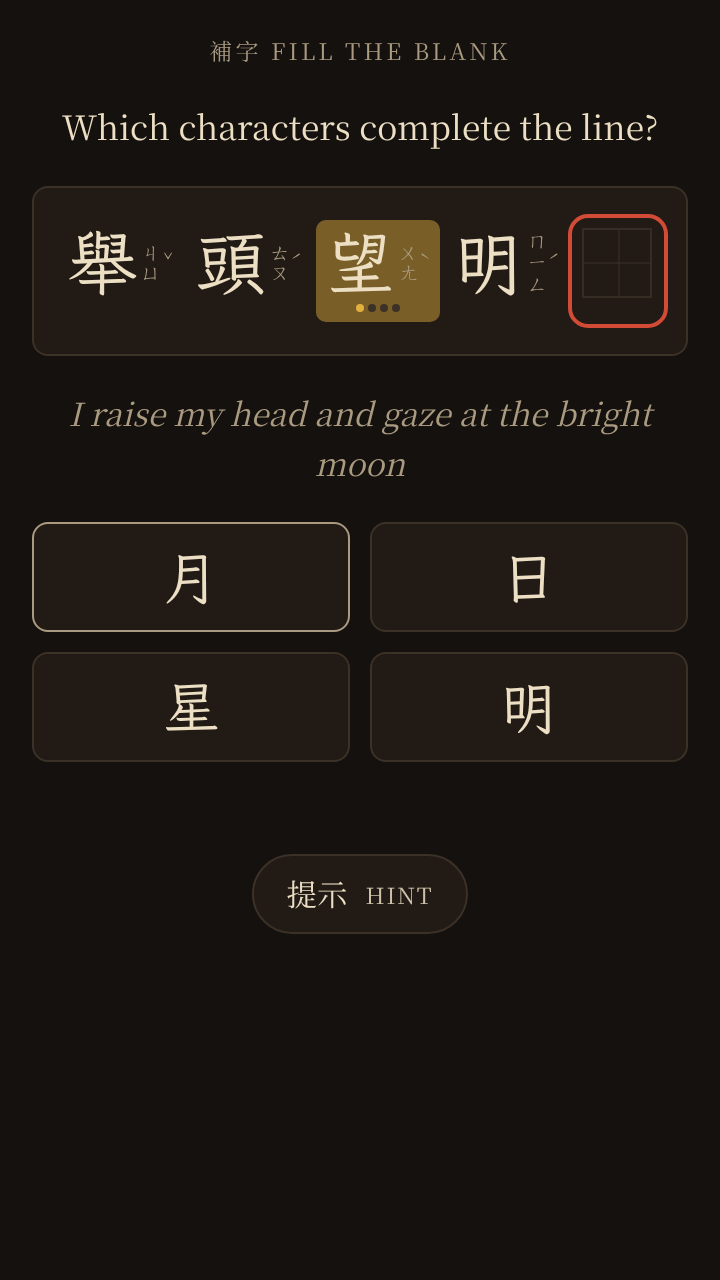 補字 FILL THE BLANK
Which characters complete the line?
舉 ㄐㄩˇ 頭 ㄊㄡˊ 望 ㄨㄤˋ 明 ㄇㄧㄥˊ
I raise my head and gaze at the bright
moon
月 日
星 明
提示 HINT